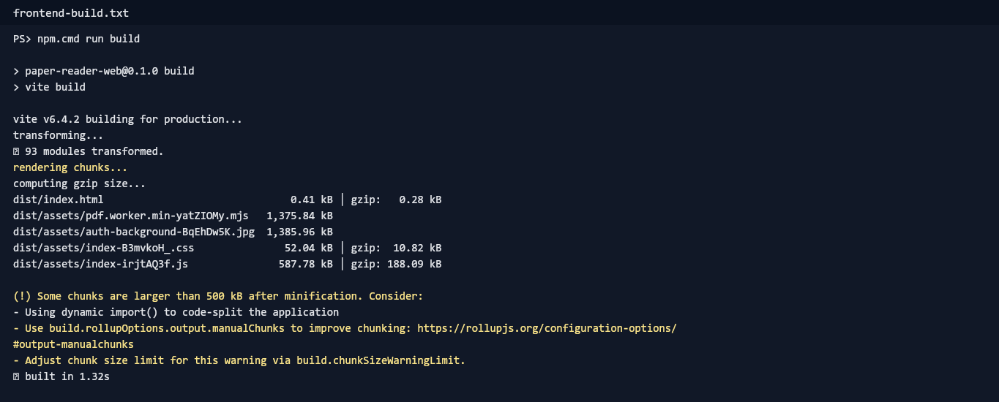 frontend-build.txt
PS> npm.cmd run build
> paper-reader-web@0.1.0 build
> vite build
vite v6.4.2 building for production...
transforming...
⍰ 93 modules transformed.
rendering chunks...
computing gzip size...
dist/index.html                               0.41 kB │ gzip:   0.28 kB
dist/assets/pdf.worker.min-yatZIOMy.mjs   1,375.84 kB
dist/assets/auth-background-BqEhDw5K.jpg  1,385.96 kB
dist/assets/index-B3mvkoH_.css               52.04 kB │ gzip:  10.82 kB
dist/assets/index-irjtAQ3f.js               587.78 kB │ gzip: 188.09 kB
(!) Some chunks are larger than 500 kB after minification. Consider:
- Using dynamic import() to code-split the application
- Use build.rollupOptions.output.manualChunks to improve chunking: https://rollupjs.org/configuration-options/
#output-manualchunks
- Adjust chunk size limit for this warning via build.chunkSizeWarningLimit.
⍰ built in 1.32s